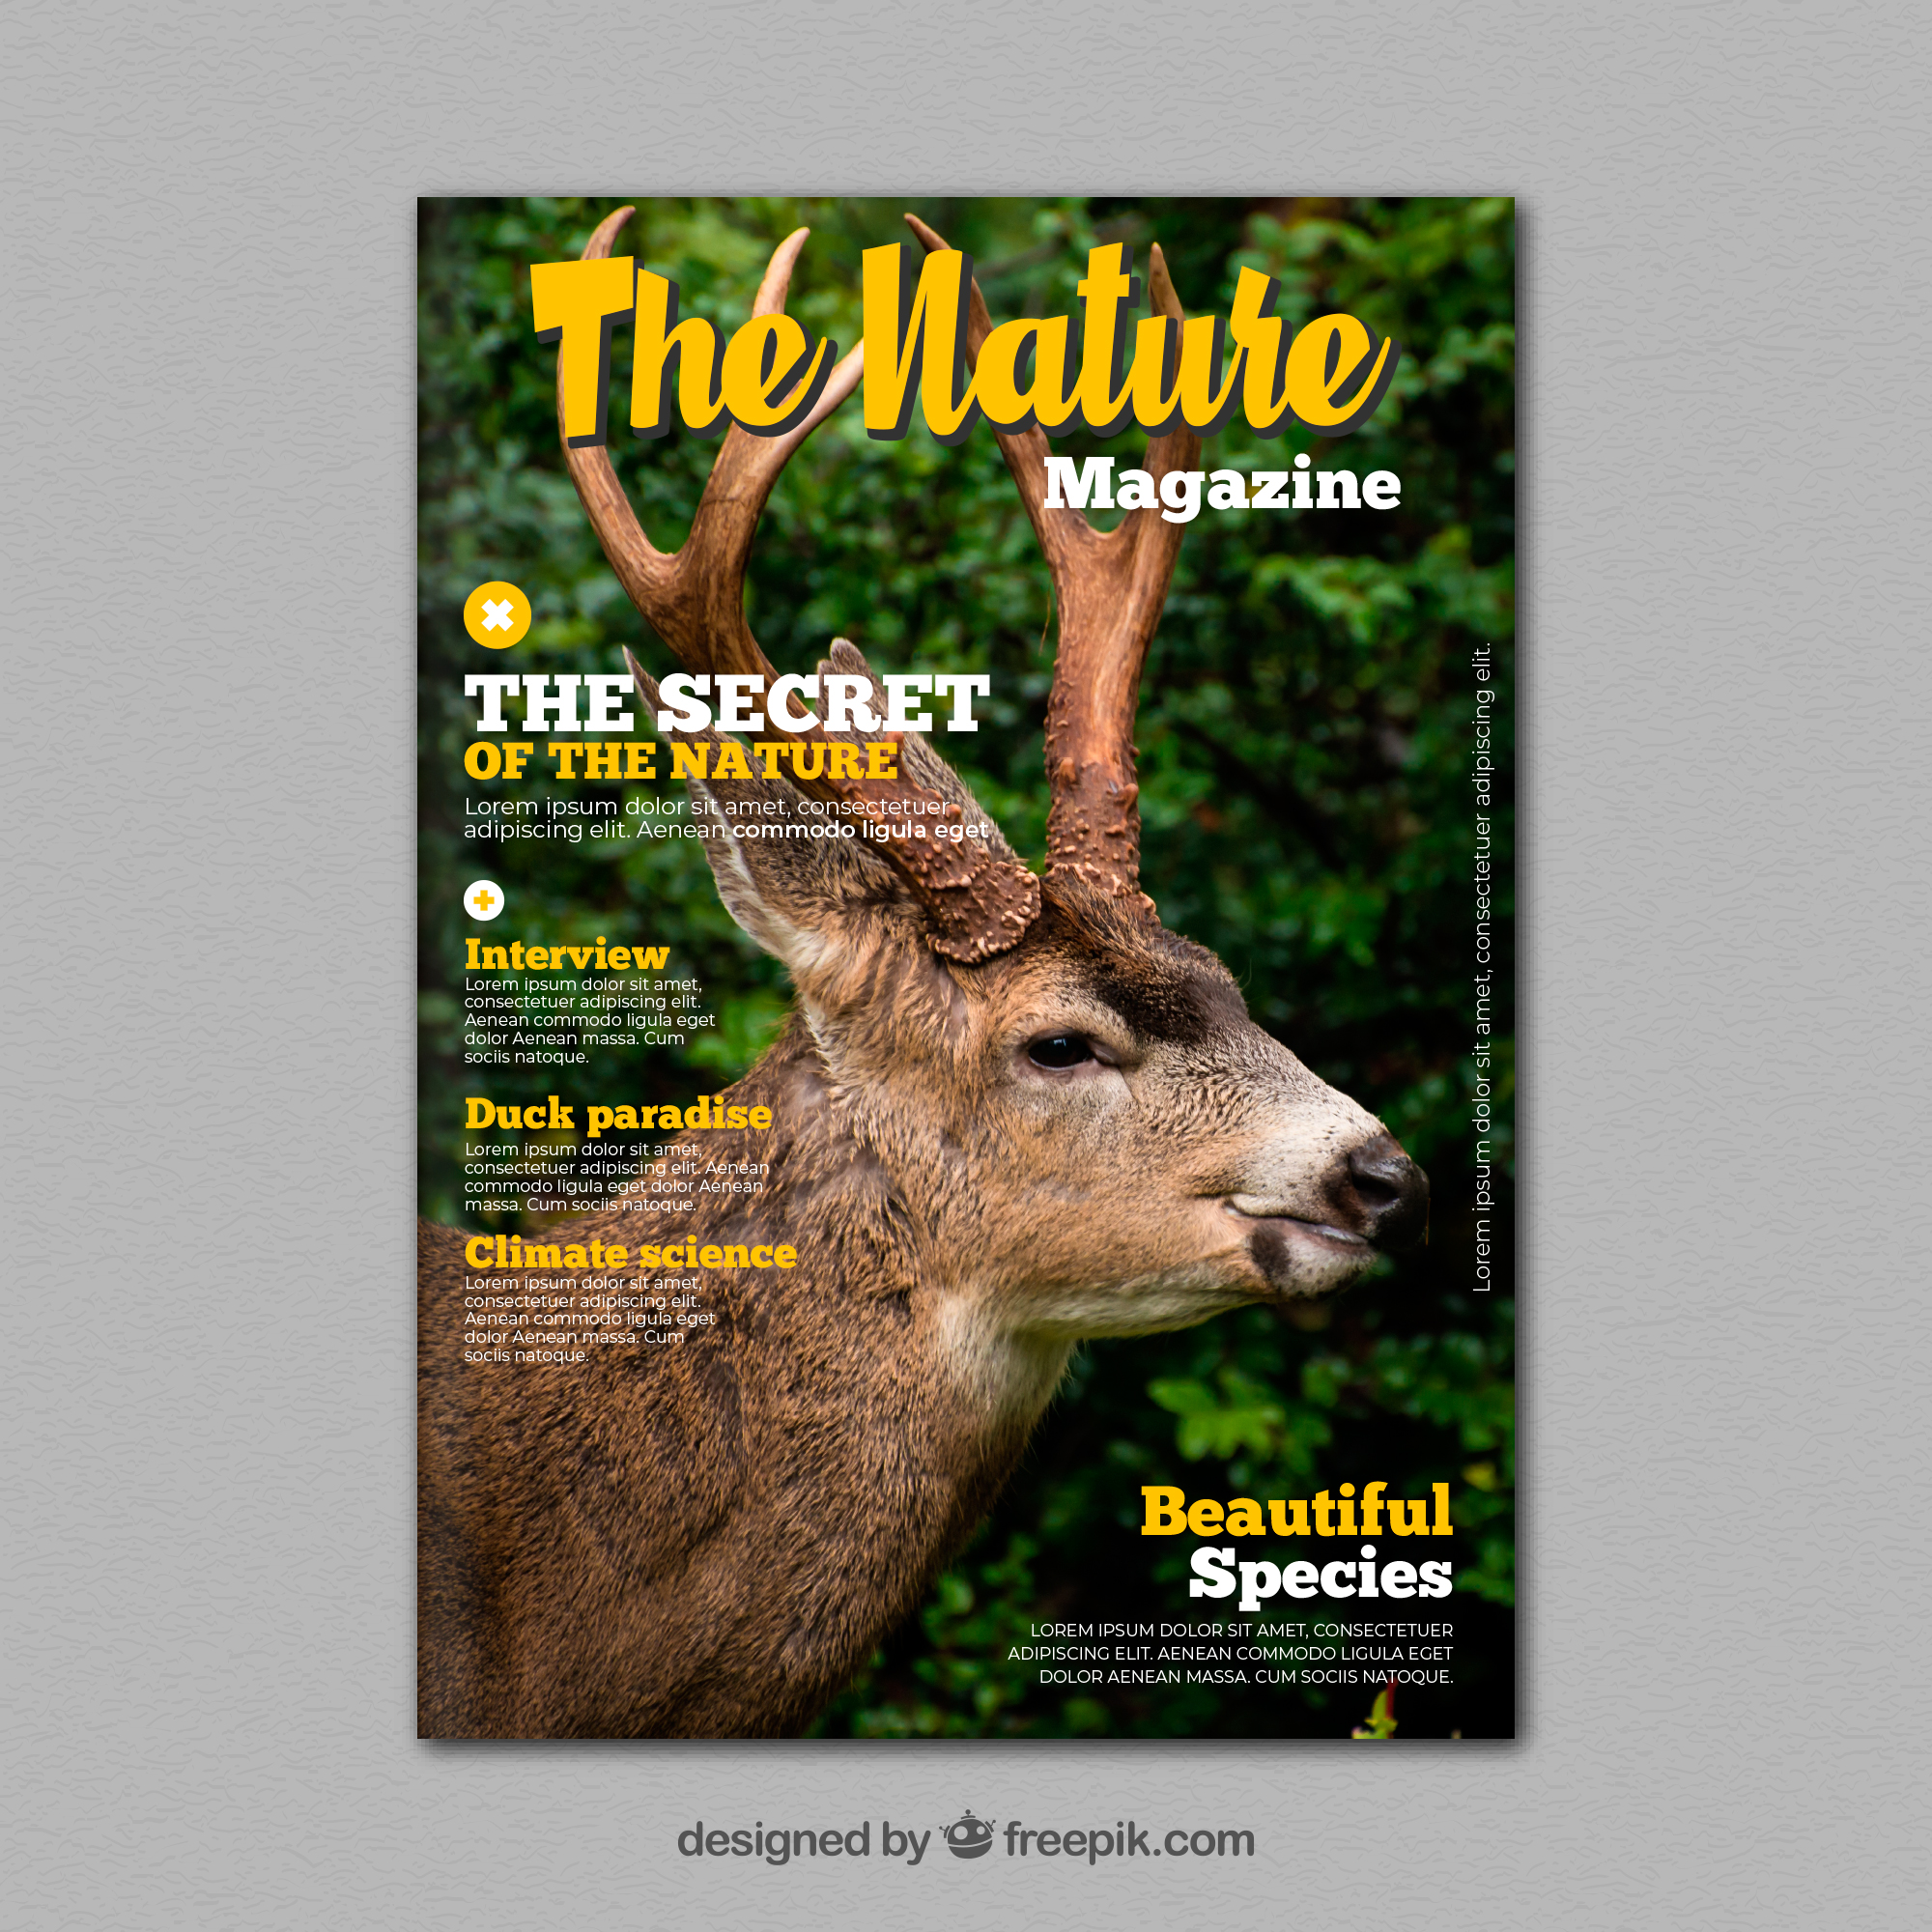 The Nature
Magazine
THE SECRET
OF THE NATURE
Lorem ipsum dolor sit amet, consectetuer
adipiscing elit. Aenean commodo ligula eget
Interview
Lorem ipsum dolor sit amet,
consectetuer adipiscing elit.
Aenean commodo ligula eget
dolor Aenean massa. Cum
sociis natoque.
Duck paradise
Lorem ipsum dolor sit amet,
consectetuer adipiscing elit. Aenean
commodo ligula eget dolor Aenean
massa. Cum sociis natoque.
Climate science
Lorem ipsum dolor sit amet,
consectetuer adipiscing elit.
Aenean commodo ligula eget
dolor Aenean massa. Cum
sociis natoque.
Lorem ipsum dolor sit amet, consectetuer adipiscing elit.
Beautiful
Species
LOREM IPSUM DOLOR SIT AMET, CONSECTETUER
ADIPISCING ELIT. AENEAN COMMODO LIGULA EGET
DOLOR AENEAN MASSA. CUM SOCIIS NATOQUE.
designed by freepik.com